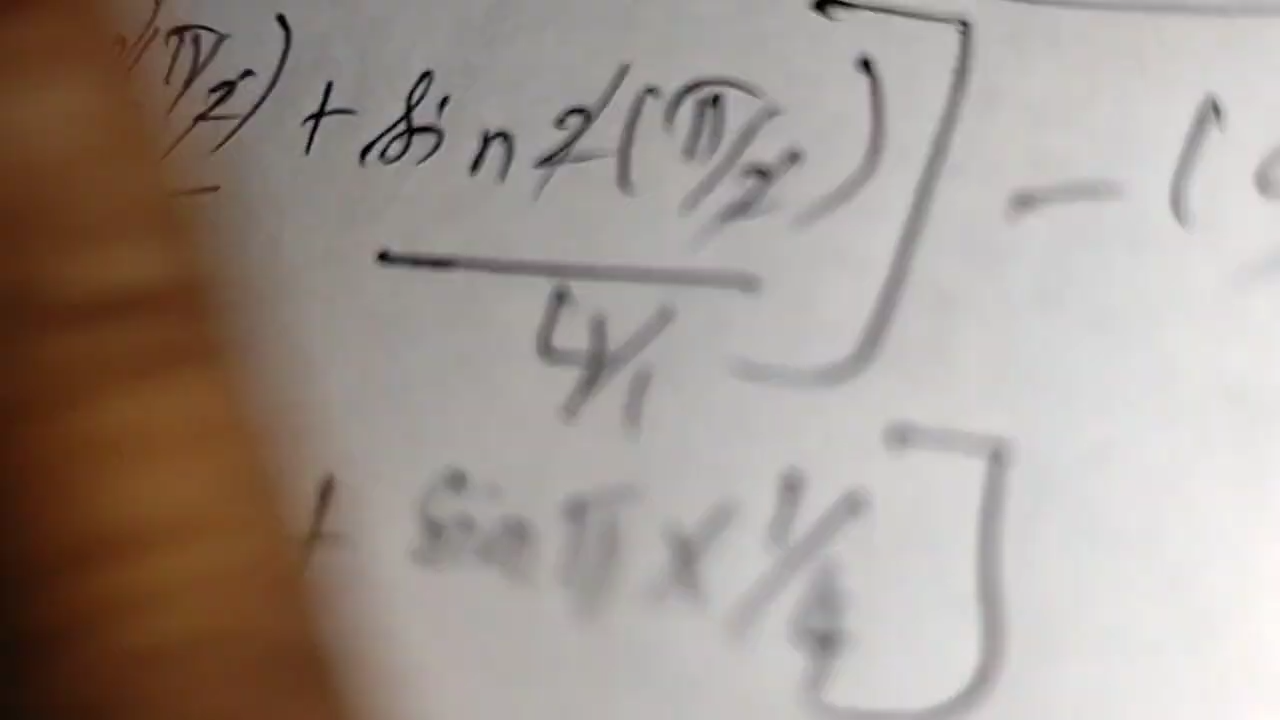 π/2) + sin 2(π/2) ] - (
4/1
+ sin π x 1/4 ]